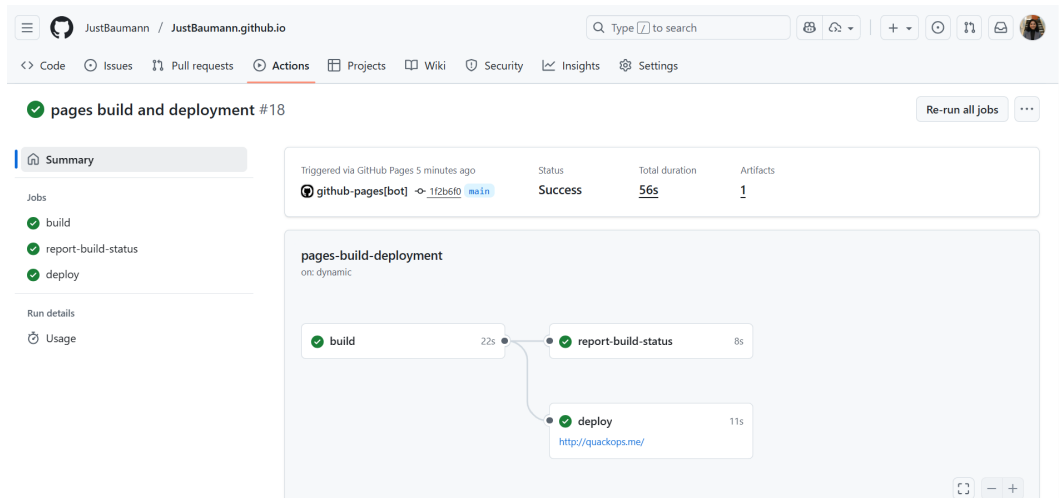 JustBaumann / JustBaumann.github.io
Type / to search
Code
Issues
Pull requests
Actions
Projects
Wiki
Security
Insights
Settings
pages build and deployment #18
Re-run all jobs
Summary
Jobs
build
report-build-status
deploy
Run details
Usage
Triggered via GitHub Pages 5 minutes ago
github-pages[bot] 1f2b6f0 main
Status
Success
Total duration
56s
Artifacts
1
pages-build-deployment
on: dynamic
build 22s
report-build-status 8s
deploy 11s
http://quackops.me/